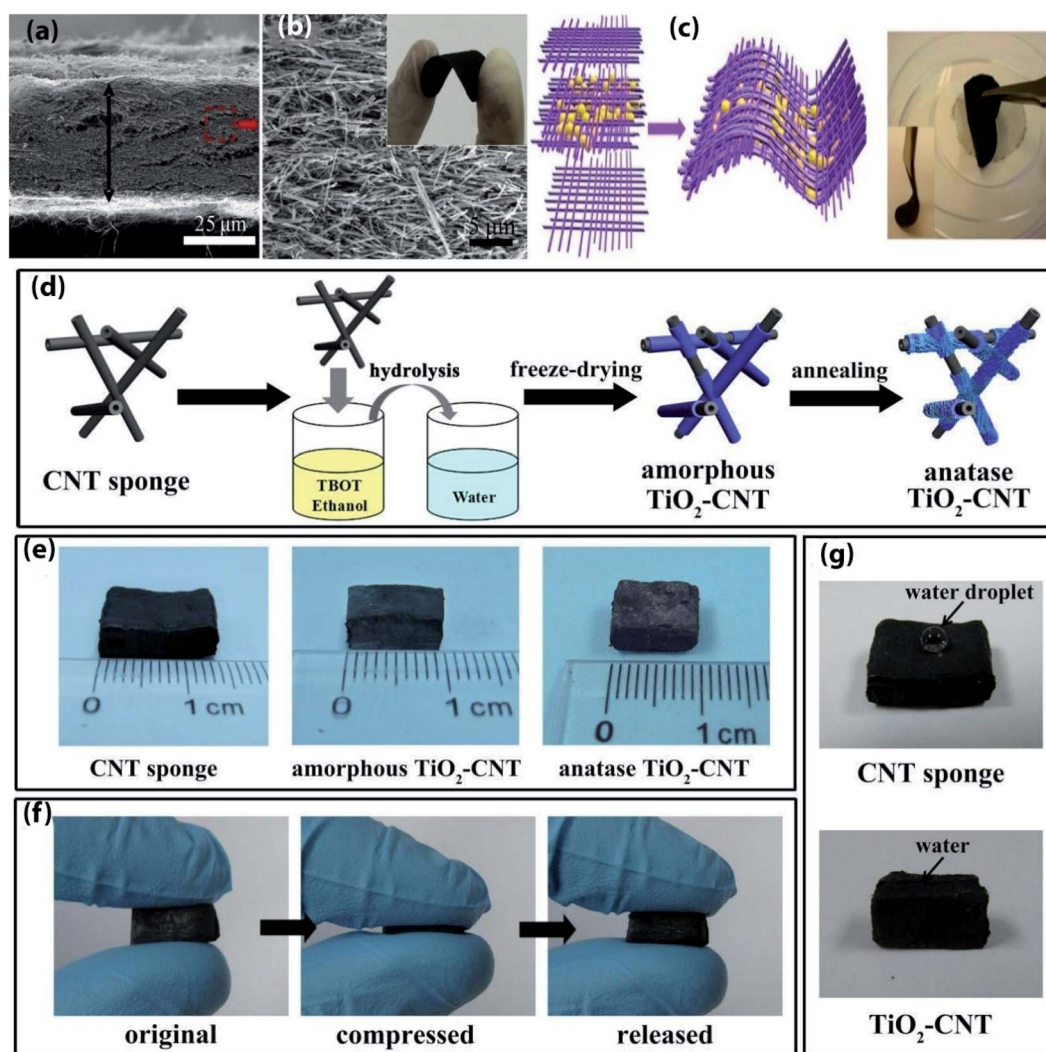 (a)
25 μm
(b)
5 μm
(c)
(d)
CNT sponge
hydrolysis
TBOT
Ethanol
Water
freeze-drying
amorphous
TiO₂-CNT
annealing
anatase
TiO₂-CNT
(e)
0 1 cm
CNT sponge
0 1 cm
amorphous TiO₂-CNT
0 1 cm
anatase TiO₂-CNT
(f)
original
compressed
released
(g)
water droplet
CNT sponge
water
TiO₂-CNT